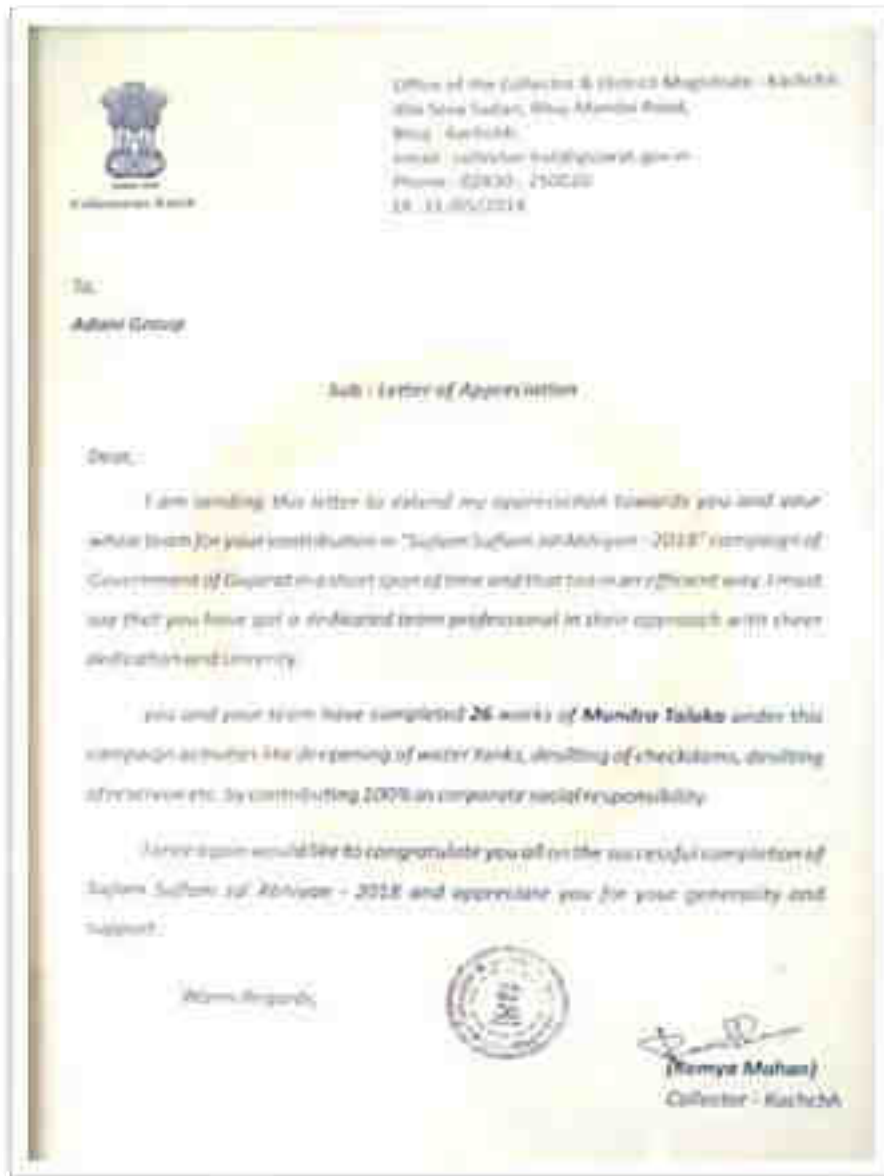 Office of the Collector & District Magistrate - Kachchh
Bhuj - Kachchh
To,
Adani Group
Sub : Letter of Appreciation
Dear,
I am sending this letter to extend my appreciation towards you and your
whole team for your contribution in "Sujlam Suflam Jal Abhiyan - 2018" campaign of
Government of Gujarat in a short span of time and that too in an efficient way. I must
say that you have got a dedicated team professional in their approach with sheer
dedication and
you and your team have completed 26 works of Mundra Taluka under this
campaign activities like deepening of water tanks, desilting of checkdams, desilting
of reservoir etc. by contributing 100% in corporate social responsibility.
I once again would like to congratulate you all on the successful completion of
Sujlam Suflam Jal Abhiyan - 2018 and appreciate you for your generosity and
support.
Warm Regards,
(Remya Mohan)
Collector - Kachchh